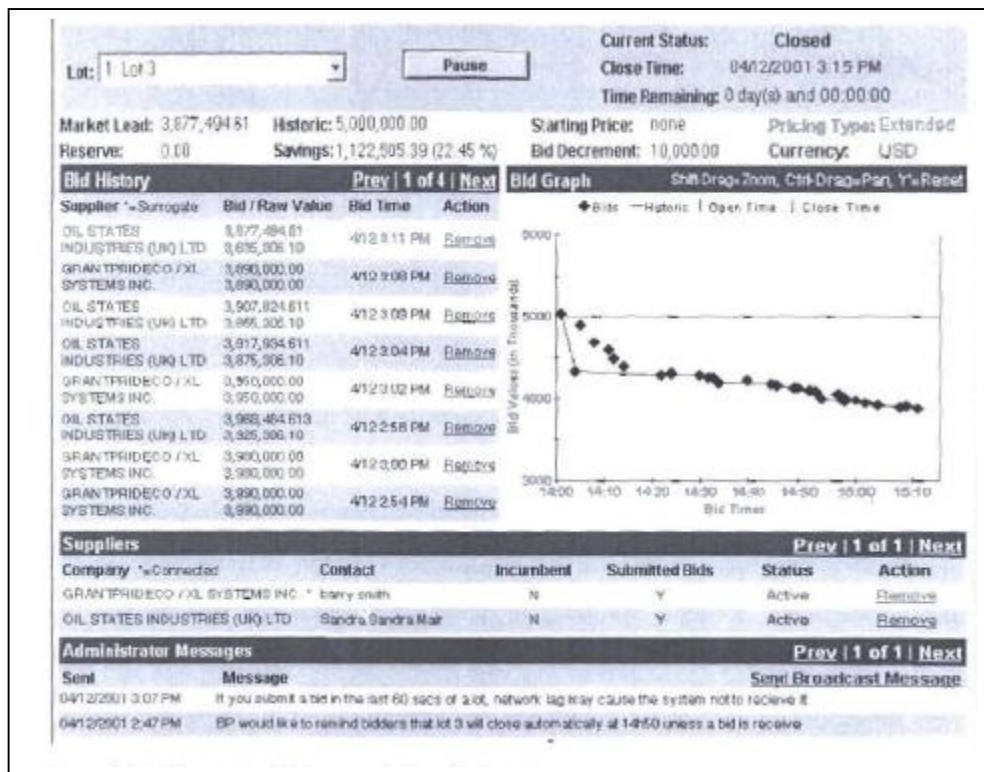 Current Status: Closed
Lot: 1 Lot 3 Pause Close Time: 04/12/2001 3:15 PM
Time Remaining: 0 day(s) and 00:00:00
Market Lead: 3,877,494.61 Historic: 5,000,000.00 Starting Price: none Pricing Type: Extended
Reserve: 0.00 Savings: 1,122,505.39 (22.45 %) Bid Decrement: 10,000.00 Currency: USD
Bid History Prev | 1 of 4 | Next Bid Graph Shift-Drag=Zoom, Ctrl-Drag=Pan, 'r'=Reset
Supplier *=Surrogate Bid / Raw Value Bid Time Action
Bids Historic Open Time Close Time
OIL STATES INDUSTRIES (UK) LTD 4/12 3:11 PM Remove
GRANTPRIDECO / XL SYSTEMS INC. 3,890,000.00 3,890,000.00 4/12 3:08 PM Remove
OIL STATES INDUSTRIES (UK) LTD 4/12 3:09 PM Remove
OIL STATES INDUSTRIES (UK) LTD 3,875,306.10 4/12 3:04 PM Remove
GRANTPRIDECO / XL SYSTEMS INC. 3,950,000.00 3,950,000.00 4/12 3:02 PM Remove
OIL STATES INDUSTRIES (UK) LTD 4/12 2:58 PM Remove
GRANTPRIDECO / XL SYSTEMS INC. 3,980,000.00 3,980,000.00 4/12 3:00 PM Remove
GRANTPRIDECO / XL SYSTEMS INC. 3,990,000.00 3,990,000.00 4/12 2:54 PM Remove
Bid Values (in Thousands)
5000
4000
3000
14:00 14:10 14:20 14:30 14:40 14:50 15:00 15:10
Bid Times
Suppliers Prev | 1 of 1 | Next
Company *=Connected Contact Incumbent Submitted Bids Status Action
GRANTPRIDECO / XL SYSTEMS INC. * barry smith N Y Active Remove
OIL STATES INDUSTRIES (UK) LTD Sandra Sandra Mair N Y Active Remove
Administrator Messages Prev | 1 of 1 | Next
Sent Message Send Broadcast Message
04/12/2001 3:07 PM If you submit a bid in the last 60 secs of a lot, network lag may cause the system not to recieve it
04/12/2001 2:47 PM BP would like to remind bidders that lot 3 will close automatically at 14h50 unless a bid is receive